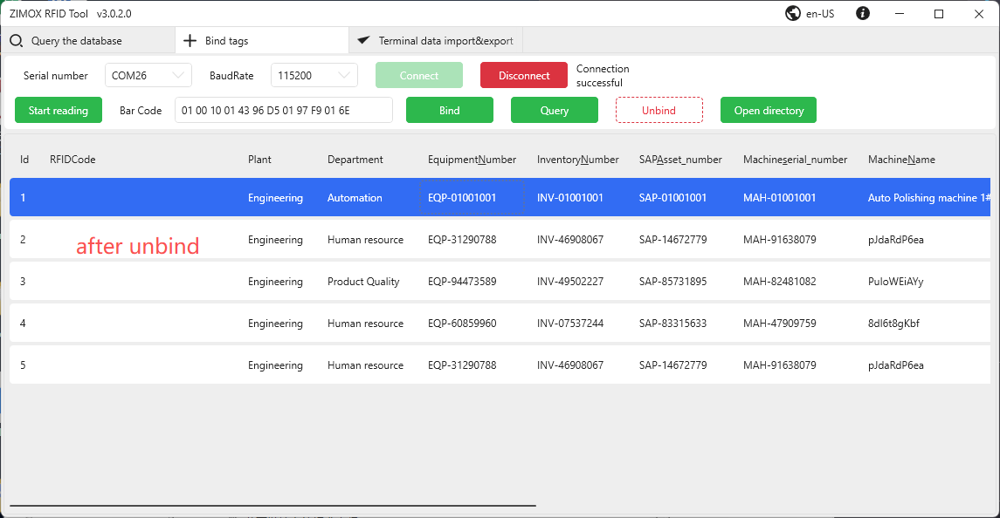 ZIMOX RFID Tool v3.0.2.0 en-US
Query the database Bind tags Terminal data import&export
Serial number COM26 BaudRate 115200 Connect Disconnect Connection successful
Start reading Bar Code 01 00 10 01 43 96 D5 01 97 F9 01 6E Bind Query Unbind Open directory
Id RFIDCode Plant Department EquipmentNumber InventoryNumber SAPAsset_number Machineserial_number MachineName
1 Engineering Automation EQP-01001001 INV-01001001 SAP-01001001 MAH-01001001 Auto Polishing machine 1#
2 Engineering Human resource EQP-31290788 INV-46908067 SAP-14672779 MAH-91638079 pJdaRdP6ea
after unbind
3 Engineering Product Quality EQP-94473589 INV-49502227 SAP-85731895 MAH-82481082 PuloWEiAYy
4 Engineering Human resource EQP-60859960 INV-07537244 SAP-83315633 MAH-47909759 8dI6t8gKbf
5 Engineering Human resource EQP-31290788 INV-46908067 SAP-14672779 MAH-91638079 pJdaRdP6ea